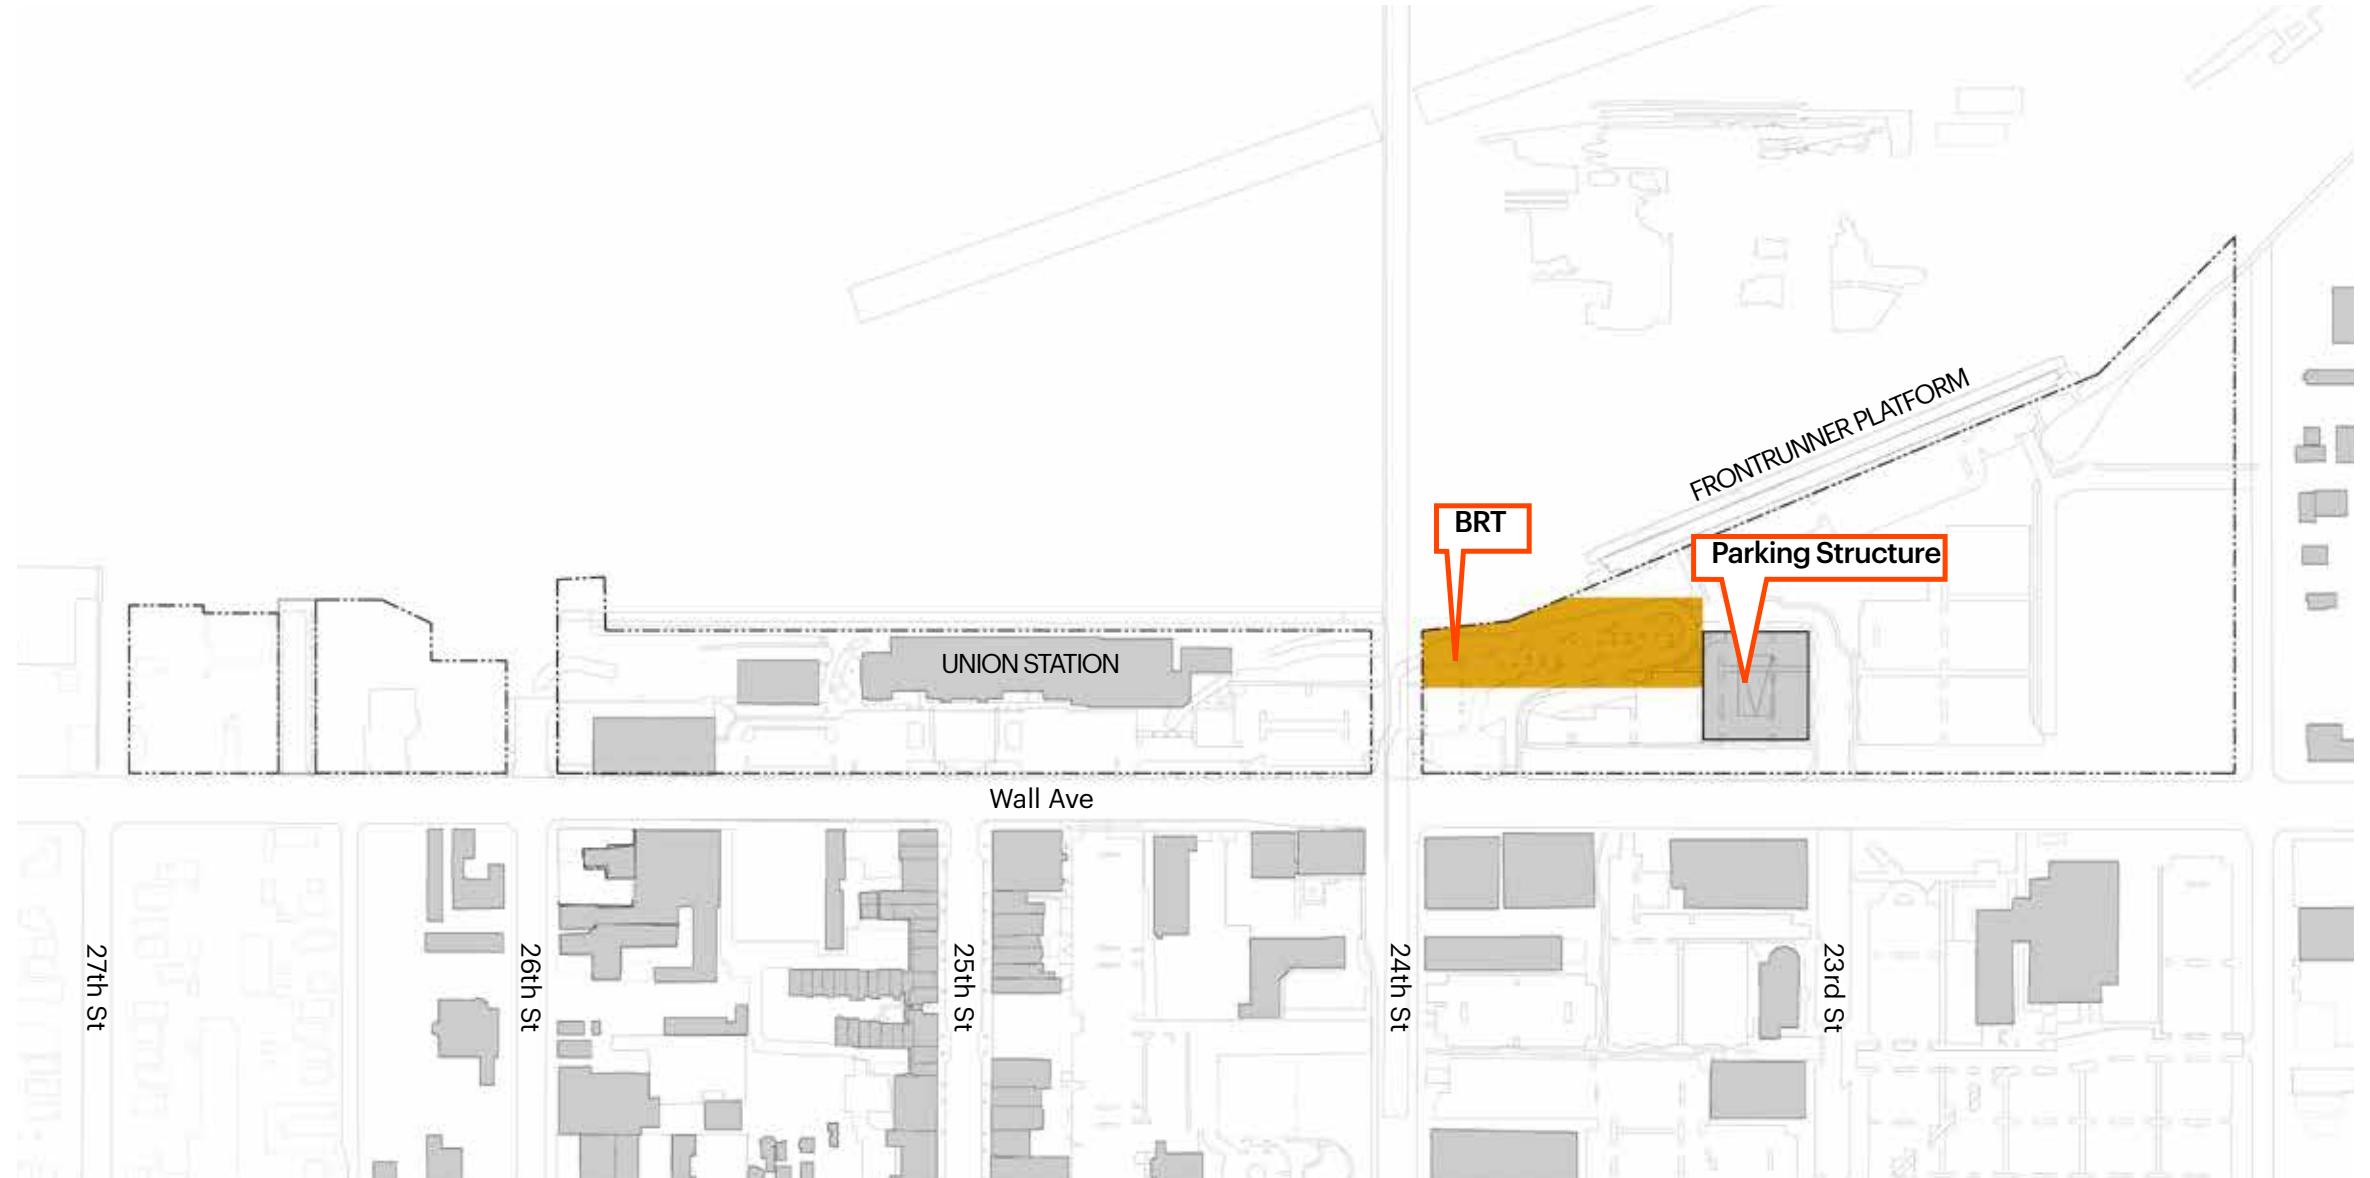 FRONTRUNNER PLATFORM
BRT
Parking Structure
UNION STATION
Wall Ave
27th St
26th St
25th St
24th St
23rd St